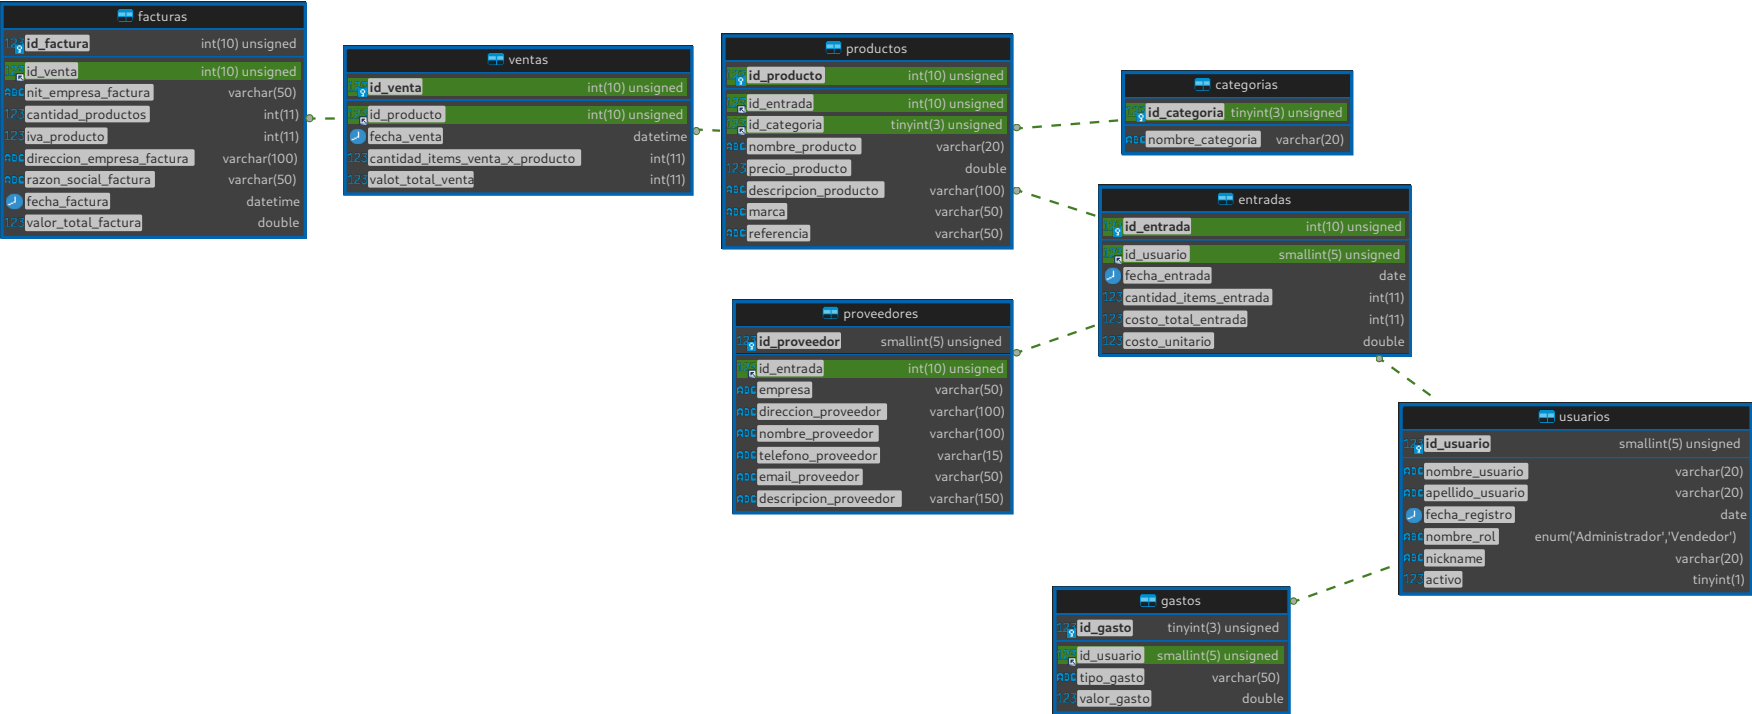 facturas
id_factura int(10) unsigned
id_venta int(10) unsigned
nit_empresa_factura varchar(50)
cantidad_productos int(11)
iva_producto int(11)
direccion_empresa_factura varchar(100)
razon_social_factura varchar(50)
fecha_factura datetime
valor_total_factura double
ventas
id_venta int(10) unsigned
id_producto int(10) unsigned
fecha_venta datetime
cantidad_items_venta_x_producto int(11)
valot_total_venta int(11)
productos
id_producto int(10) unsigned
id_entrada int(10) unsigned
id_categoria tinyint(3) unsigned
nombre_producto varchar(20)
precio_producto double
descripcion_producto varchar(100)
marca varchar(50)
referencia varchar(50)
categorias
id_categoria tinyint(3) unsigned
nombre_categoria varchar(20)
entradas
id_entrada int(10) unsigned
id_usuario smallint(5) unsigned
fecha_entrada date
cantidad_items_entrada int(11)
costo_total_entrada int(11)
costo_unitario double
proveedores
id_proveedor smallint(5) unsigned
id_entrada int(10) unsigned
empresa varchar(50)
direccion_proveedor varchar(100)
nombre_proveedor varchar(100)
telefono_proveedor varchar(15)
email_proveedor varchar(50)
descripcion_proveedor varchar(150)
usuarios
id_usuario smallint(5) unsigned
nombre_usuario varchar(20)
apellido_usuario varchar(20)
fecha_registro date
nombre_rol enum('Administrador','Vendedor')
nickname varchar(20)
activo tinyint(1)
gastos
id_gasto tinyint(3) unsigned
id_usuario smallint(5) unsigned
tipo_gasto varchar(50)
valor_gasto double